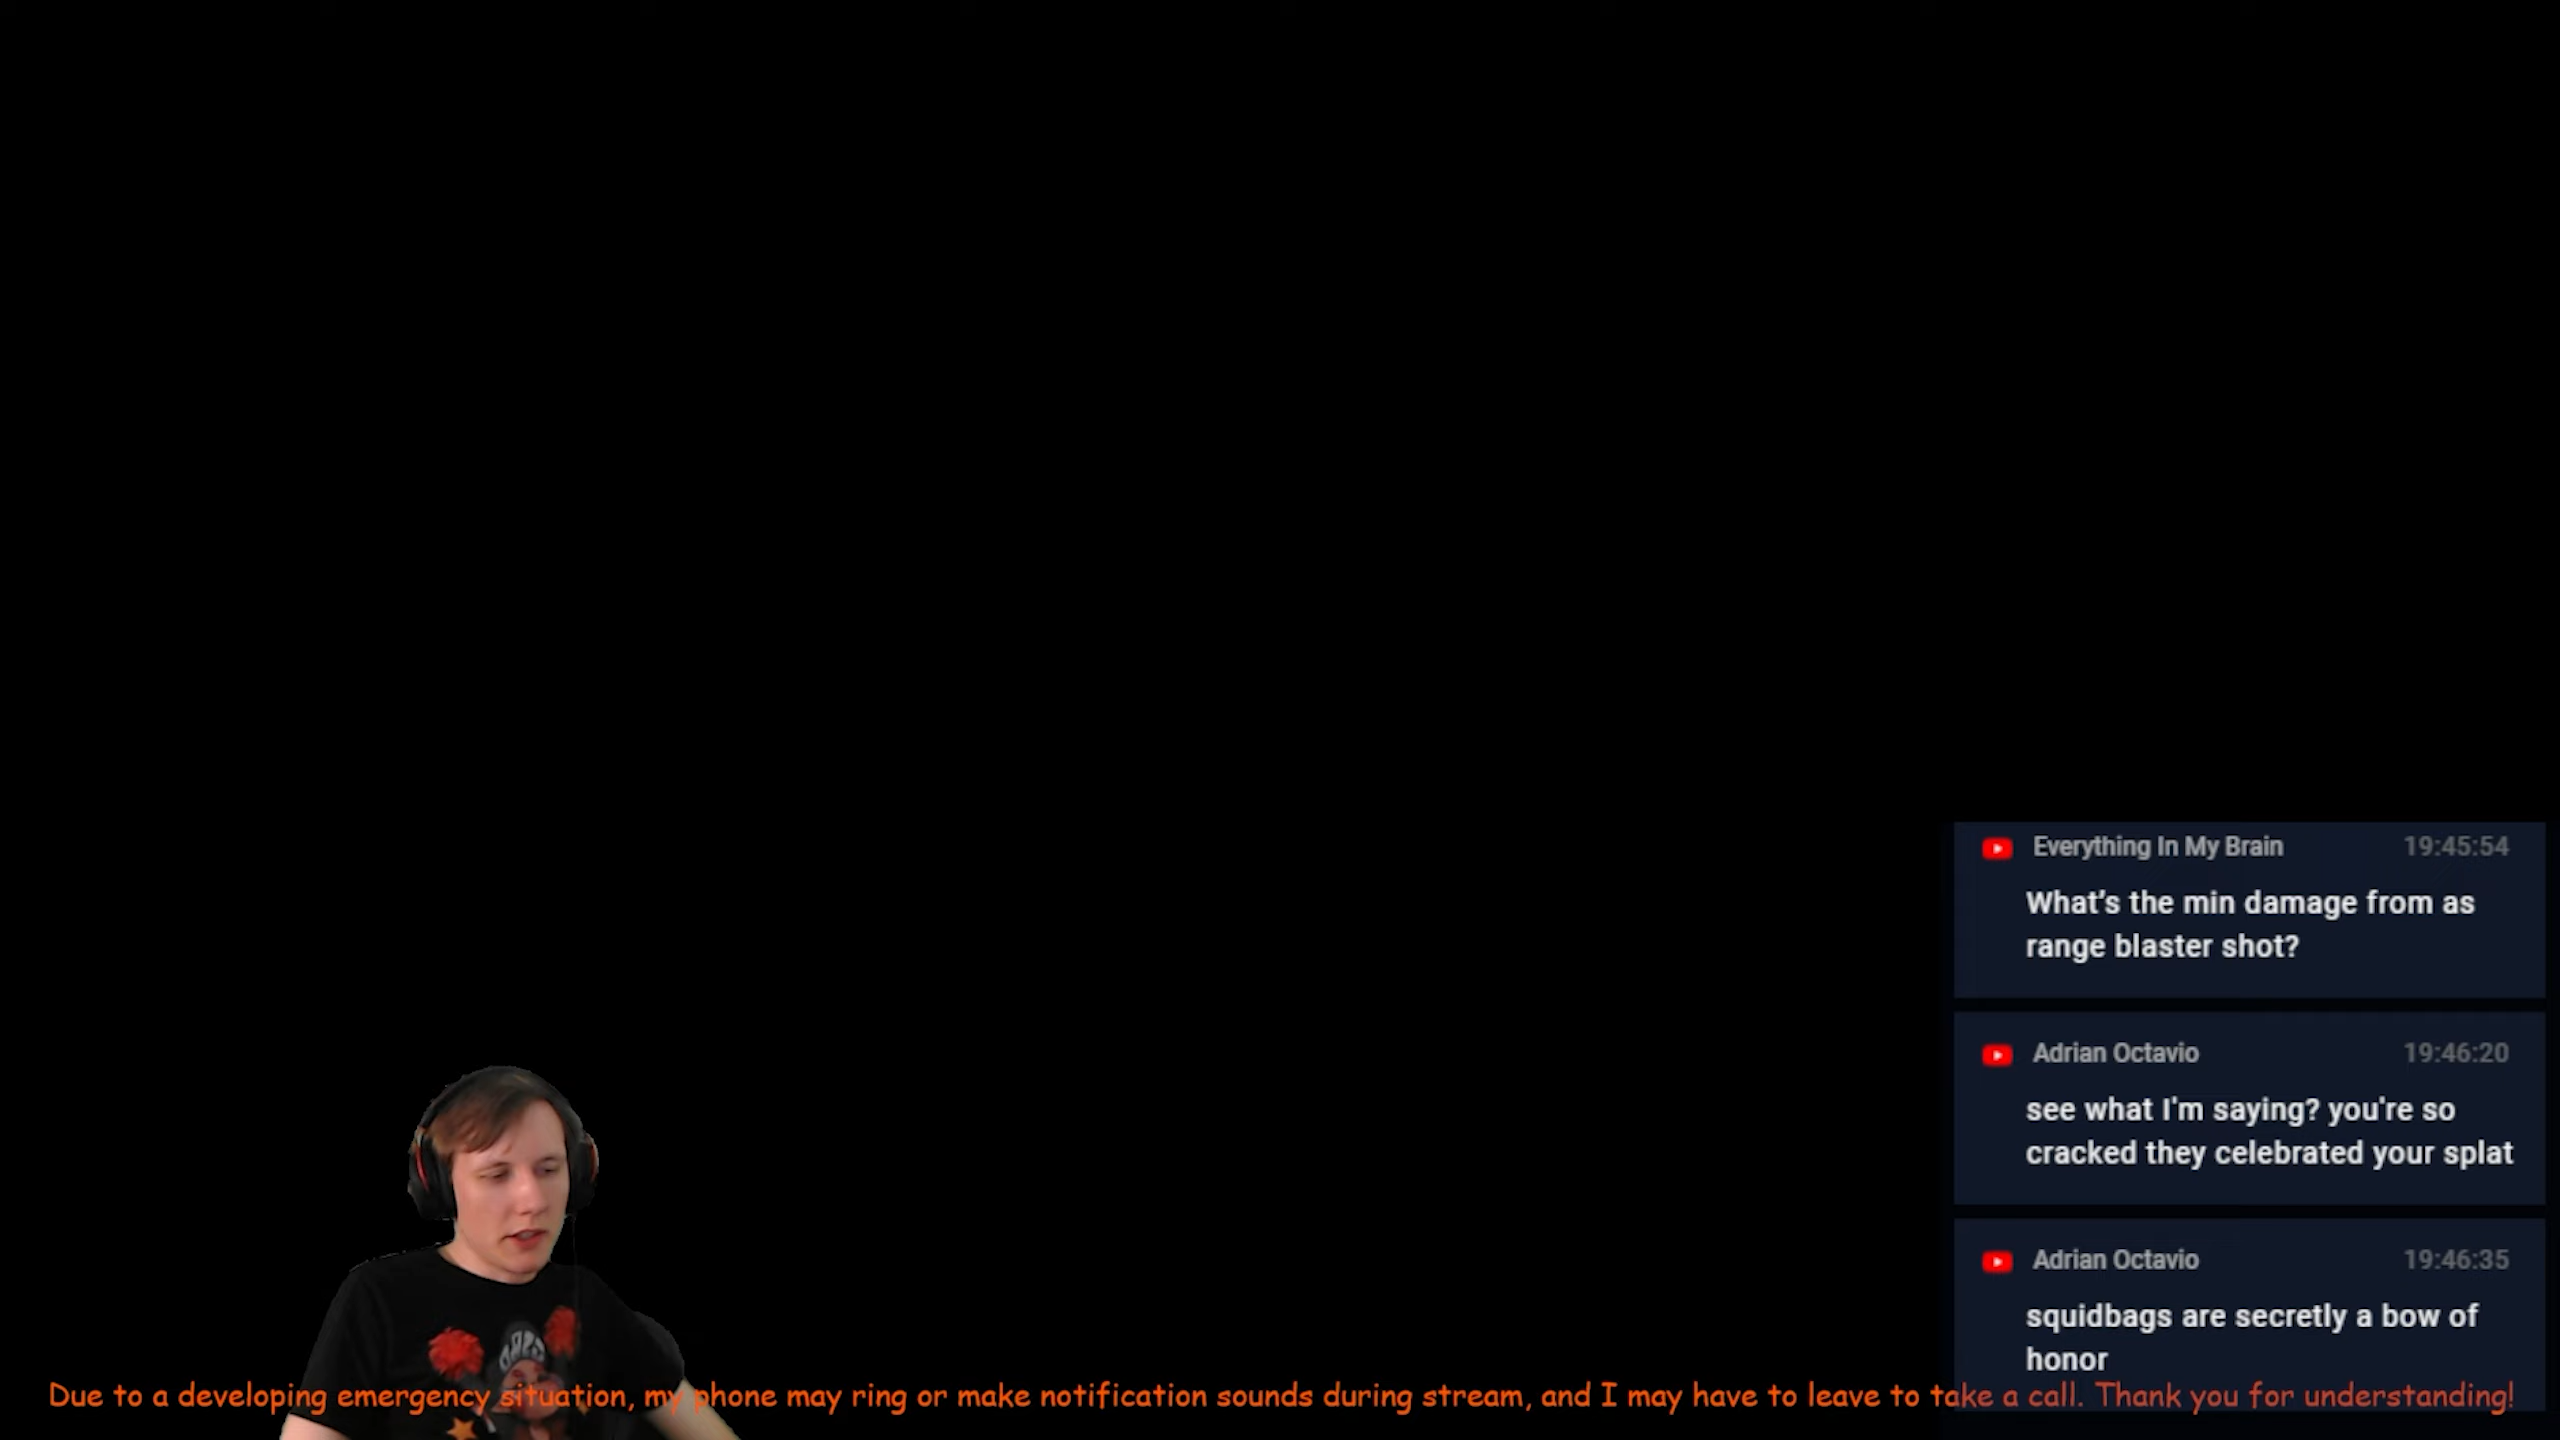 Everything In My Brain 19:45:54
What's the min damage from as
range blaster shot?
Adrian Octavio 19:46:20
see what I'm saying? you're so
cracked they celebrated your splat
Adrian Octavio 19:46:35
squidbags are secretly a bow of
honor
Due to a developing emergency situation, my phone may ring or make notification sounds during stream, and I may have to leave to take a call. Thank you for understanding!